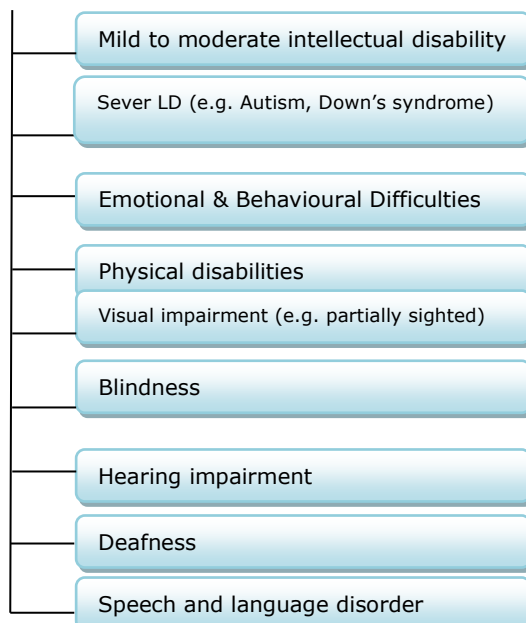 Mild to moderate intellectual disability
Sever LD (e.g. Autism, Down's syndrome)
Emotional & Behavioural Difficulties
Physical disabilities
Visual impairment (e.g. partially sighted)
Blindness
Hearing impairment
Deafness
Speech and language disorder